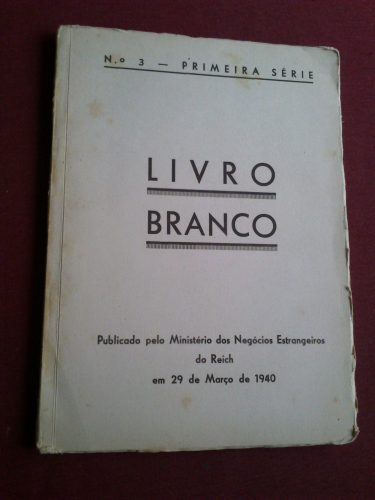 N.º 3 — PRIMEIRA SÉRIE
LIVRO
BRANCO
Publicado pelo Ministério dos Negócios Estrangeiros
do Reich
em 29 de Março de 1940